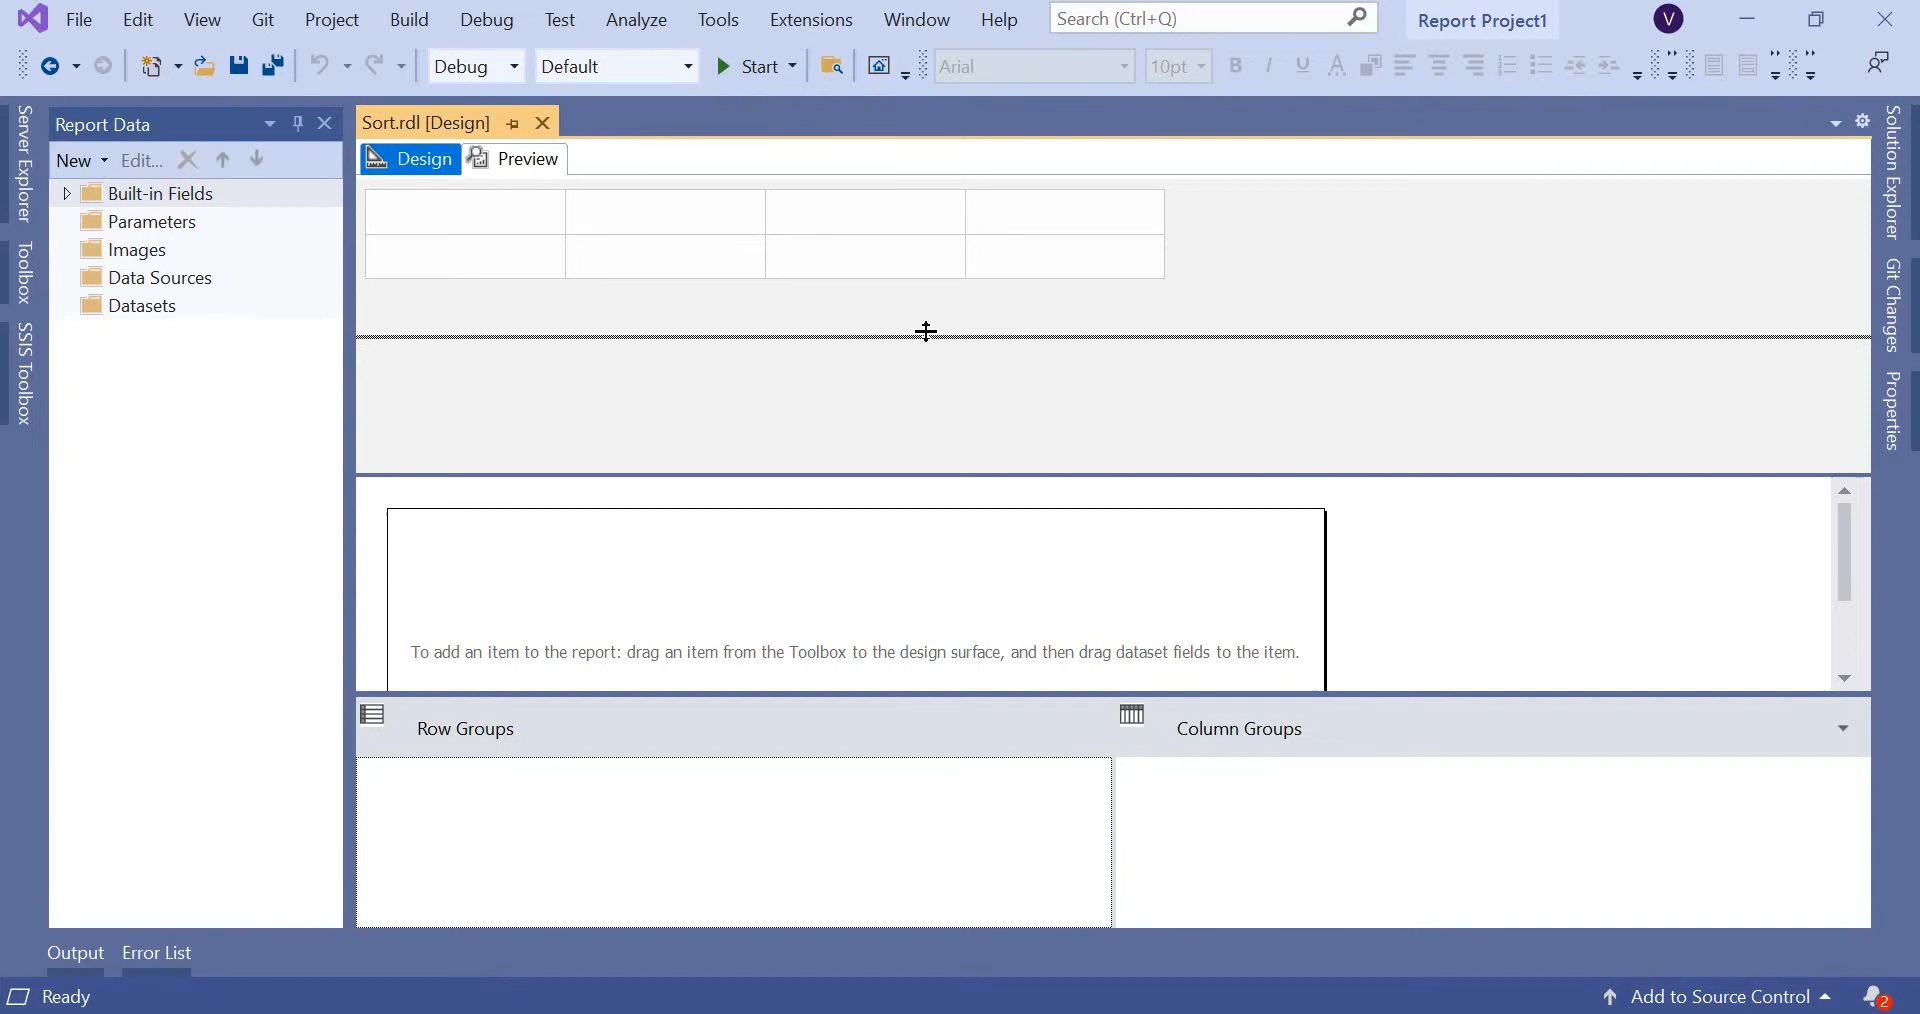 File Edit View Git Project Build Debug Test Analyze Tools Extensions Window Help Search (Ctrl+Q) Report Project1 V
Debug Default Start Arial 10pt B I U A
Server Explorer
Toolbox
SSIS Toolbox
Report Data
New Edit...
Built-in Fields
Parameters
Images
Data Sources
Datasets
Sort.rdl [Design]
Design Preview
To add an item to the report: drag an item from the Toolbox to the design surface, and then drag dataset fields to the item.
Row Groups
Column Groups
Solution Explorer
Git Changes
Properties
Output Error List
Ready
Add to Source Control 2